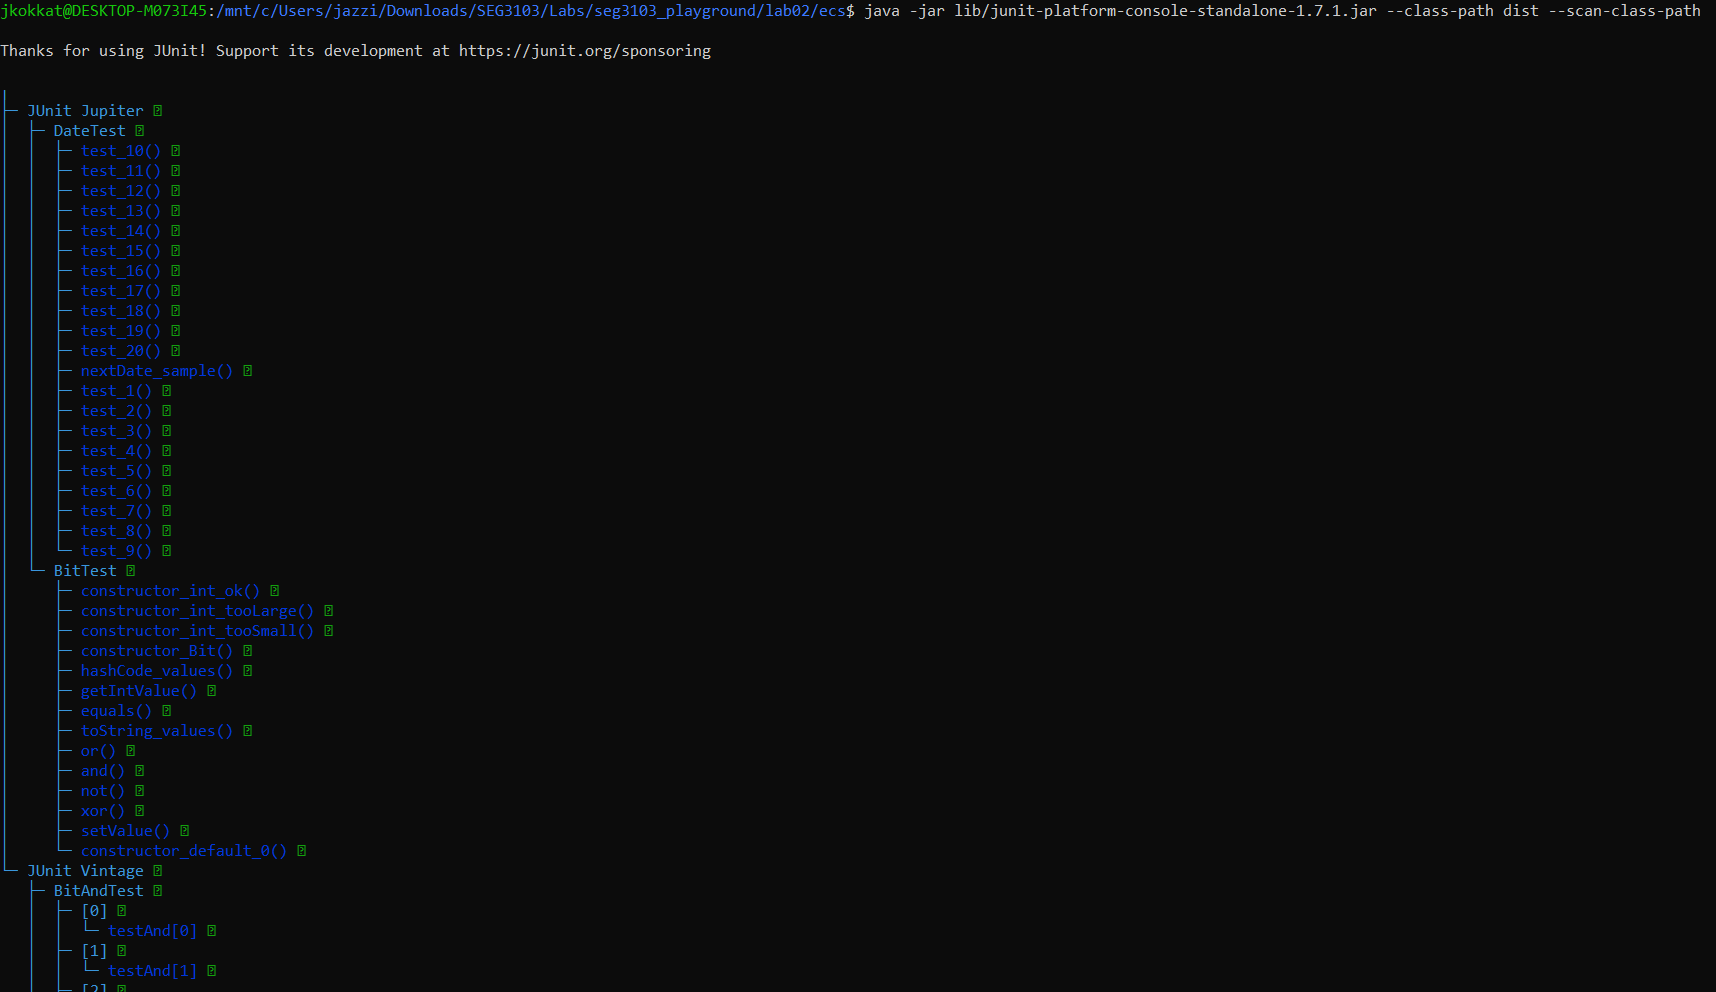 jkokkat@DESKTOP-M073I45:/mnt/c/Users/jazzi/Downloads/SEG3103/Labs/seg3103_playground/lab02/ecs$ java -jar lib/junit-platform-console-standalone-1.7.1.jar --class-path dist --scan-class-path
Thanks for using JUnit! Support its development at https://junit.org/sponsoring
JUnit Jupiter
DateTest
test_10()
test_11()
test_12()
test_13()
test_14()
test_15()
test_16()
test_17()
test_18()
test_19()
test_20()
nextDate_sample()
test_1()
test_2()
test_3()
test_4()
test_5()
test_6()
test_7()
test_8()
test_9()
BitTest
constructor_int_ok()
constructor_int_tooLarge()
constructor_int_tooSmall()
constructor_Bit()
hashCode_values()
getIntValue()
equals()
toString_values()
or()
and()
not()
xor()
setValue()
constructor_default_0()
JUnit Vintage
BitAndTest
[0]
testAnd[0]
[1]
testAnd[1]
[2]